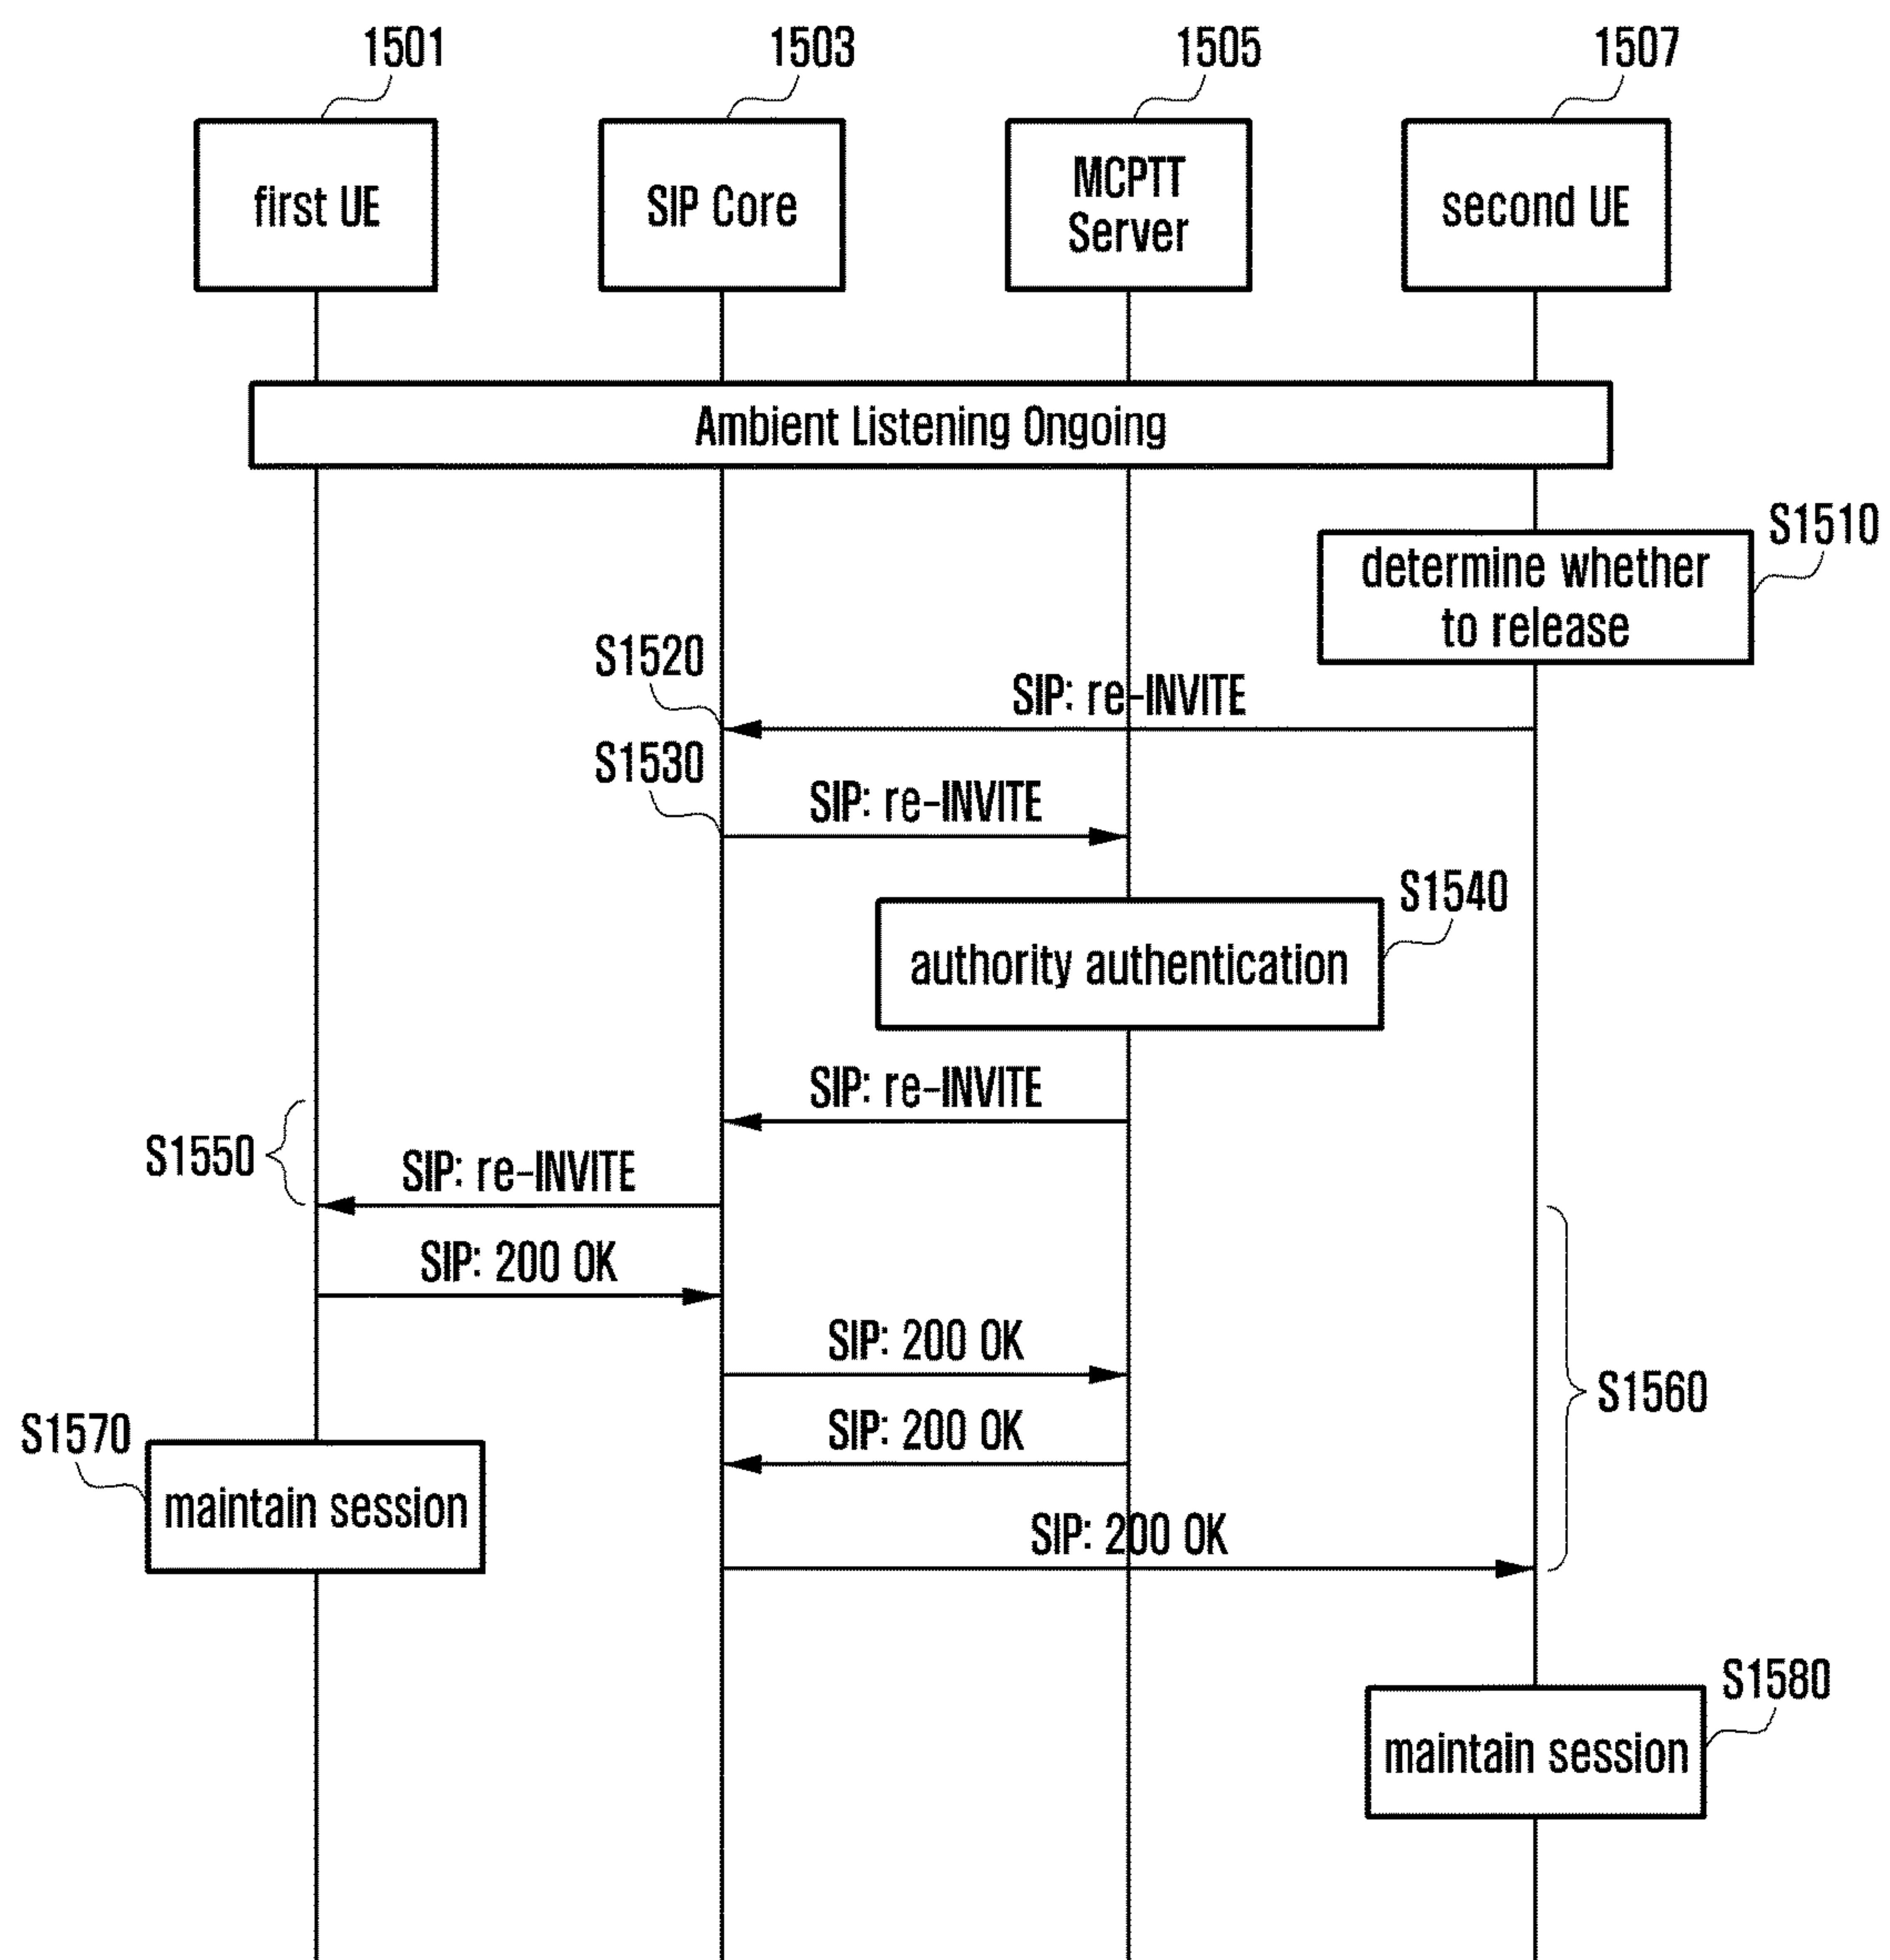 1501
1503
1505
1507
first UE
SIP Core
MCPTT
Server
second UE
Ambient Listening Ongoing
S1510
determine whether
to release
S1520
SIP: re-INVITE
S1530
SIP: re-INVITE
S1540
authority authentication
SIP: re-INVITE
S1550
SIP: re-INVITE
SIP: 200 OK
SIP: 200 OK
S1560
SIP: 200 OK
S1570
maintain session
SIP: 200 OK
S1580
maintain session